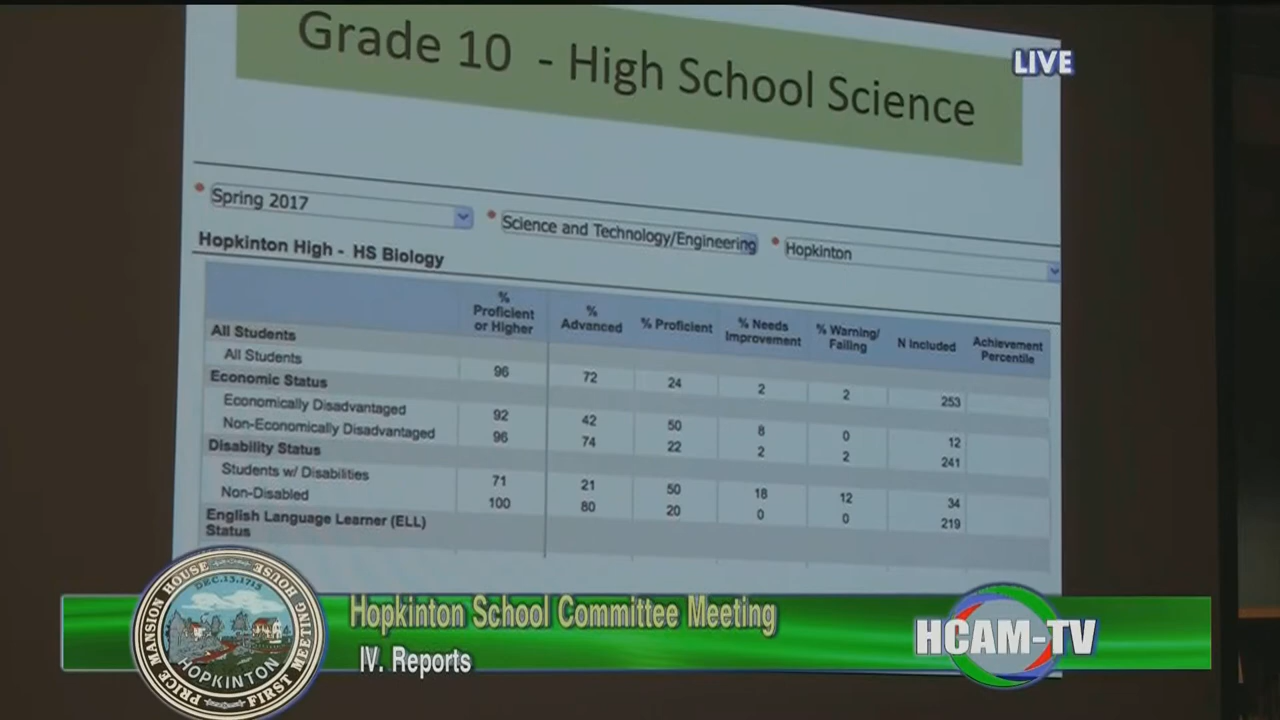 Grade 10 - High School Science
LIVE
Spring 2017
Science and Technology/Engineering
Hopkinton
Hopkinton High - HS Biology
% Proficient or Higher
% Advanced
% Proficient
% Needs Improvement
% Warning/ Failing
N Included
Achievement Percentile
All Students
All Students 96 72 24 2 2 253
Economic Status
Economically Disadvantaged 92 42 50 8 0 12
Non-Economically Disadvantaged 96 74 22 2 2 241
Disability Status
Students w/ Disabilities 71 21 50 18 12 34
Non-Disabled 100 80 20 0 0 219
English Language Learner (ELL)
Status
Hopkinton School Committee Meeting
IV. Reports
PRICE MANSION HOUSE
FIRST MEETING HOUSE
DEC.13.1715
HOPKINTON
HCAM-TV